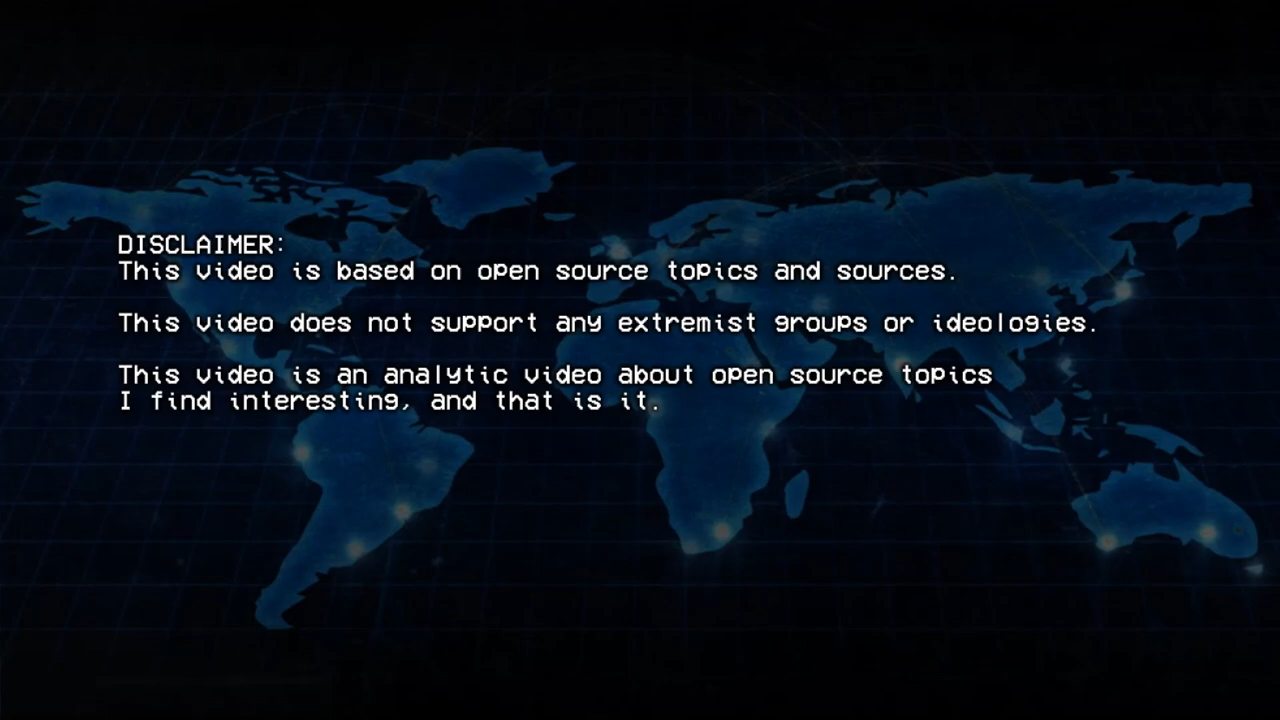 DISCLAIMER:
This video is based on open source topics and sources.
This video does not support any extremist groups or ideologies.
This video is an analytic video about open source topics
I find interesting, and that is it.